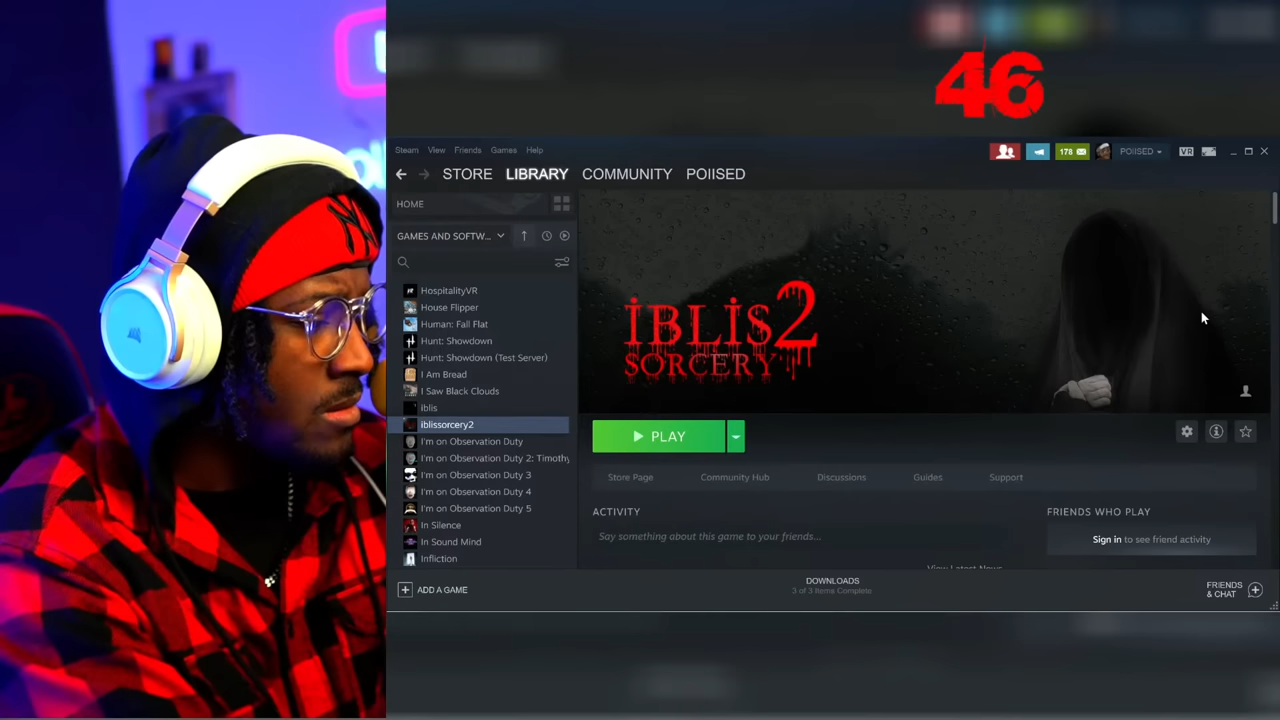 46
Steam View Friends Games Help
178
POIISED
VR
STORE LIBRARY COMMUNITY POIISED
HOME
GAMES AND SOFTW...
HospitalityVR
House Flipper
Human: Fall Flat
Hunt: Showdown
Hunt: Showdown (Test Server)
I Am Bread
I Saw Black Clouds
iblis
iblissorcery2
I'm on Observation Duty
I'm on Observation Duty 2: Timothy
I'm on Observation Duty 3
I'm on Observation Duty 4
I'm on Observation Duty 5
In Silence
In Sound Mind
Infliction
İBLİS2
SORCERY
PLAY
Store Page Community Hub Discussions Guides Support
ACTIVITY
Say something about this game to your friends...
View Latest News
FRIENDS WHO PLAY
Sign in to see friend activity
ADD A GAME
DOWNLOADS
3 of 3 Items Complete
FRIENDS
& CHAT